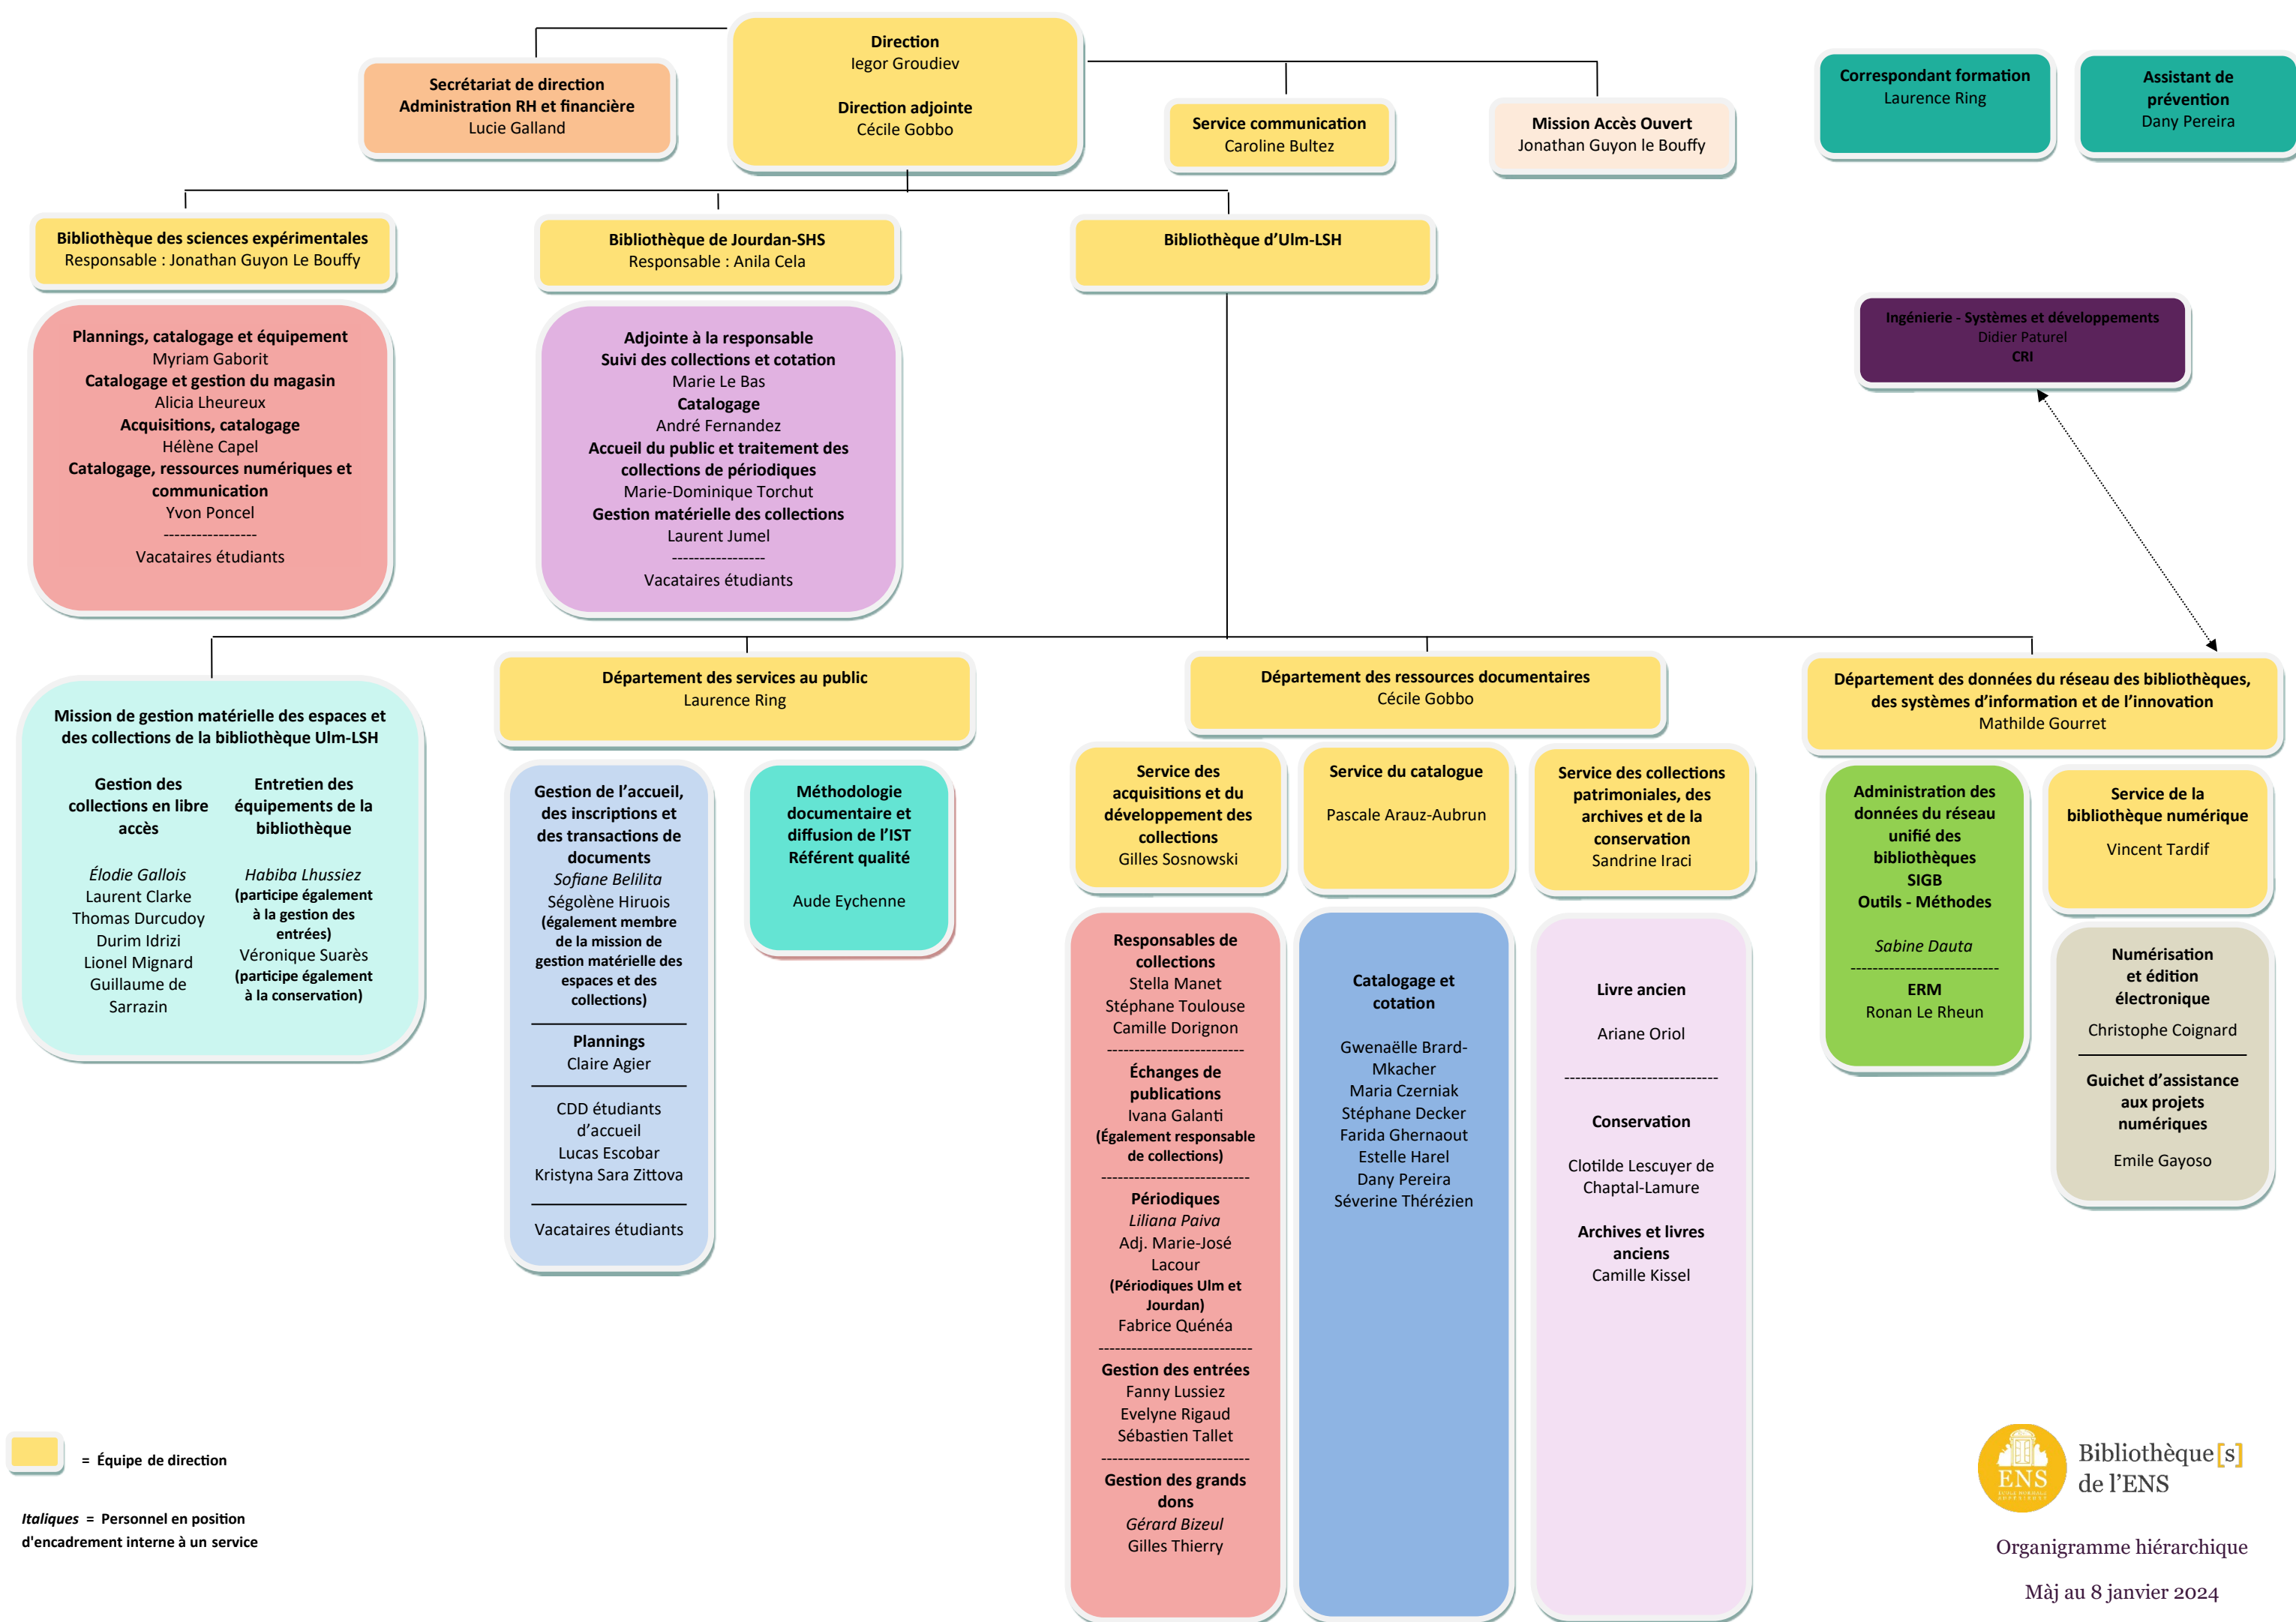 Direction
Iegor Groudiev
Direction adjointe
Cécile Gobbo
Secrétariat de direction
Administration RH et financière
Lucie Galland
Service communication
Caroline Bultez
Mission Accès Ouvert
Jonathan Guyon le Bouffy
Correspondant formation
Laurence Ring
Assistant de
prévention
Dany Pereira
Bibliothèque des sciences expérimentales
Responsable : Jonathan Guyon Le Bouffy
Bibliothèque de Jourdan-SHS
Responsable : Anila Cela
Bibliothèque d’Ulm-LSH
Plannings, catalogage et équipement
Myriam Gaborit
Catalogage et gestion du magasin
Alicia Lheureux
Acquisitions, catalogage
Hélène Capel
Catalogage, ressources numériques et
communication
Yvon Poncel
-----------------
Vacataires étudiants
Adjointe à la responsable
Suivi des collections et cotation
Marie Le Bas
Catalogage
André Fernandez
Accueil du public et traitement des
collections de périodiques
Marie-Dominique Torchut
Gestion matérielle des collections
Laurent Jumel
-----------------
Vacataires étudiants
Ingénierie - Systèmes et développements
Didier Paturel
CRI
Mission de gestion matérielle des espaces et
des collections de la bibliothèque Ulm-LSH
Gestion des
collections en libre
accès
Élodie Gallois
Laurent Clarke
Thomas Durcudoy
Durim Idrizi
Lionel Mignard
Guillaume de
Sarrazin
Entretien des
équipements de la
bibliothèque
Habiba Lhussiez
(participe également
à la gestion des
entrées)
Véronique Suarès
(participe également
à la conservation)
Département des services au public
Laurence Ring
Gestion de l’accueil,
des inscriptions et
des transactions de
documents
Sofiane Belilita
Ségolène Hiruois
(également membre
de la mission de
gestion matérielle des
espaces et des
collections)
Plannings
Claire Agier
CDD étudiants
d’accueil
Lucas Escobar
Kristyna Sara Zittova
Vacataires étudiants
Méthodologie
documentaire et
diffusion de l’IST
Référent qualité
Aude Eychenne
Département des ressources documentaires
Cécile Gobbo
Service des
acquisitions et du
développement des
collections
Gilles Sosnowski
Service du catalogue
Pascale Arauz-Aubrun
Service des collections
patrimoniales, des
archives et de la
conservation
Sandrine Iraci
Responsables de
collections
Stella Manet
Stéphane Toulouse
Camille Dorignon
-------------------------
Échanges de
publications
Ivana Galanti
(Également responsable
de collections)
---------------------------
Périodiques
Liliana Paiva
Adj. Marie-José
Lacour
(Périodiques Ulm et
Jourdan)
Fabrice Quénéa
----------------------------
Gestion des entrées
Fanny Lussiez
Evelyne Rigaud
Sébastien Tallet
---------------------------
Gestion des grands
dons
Gérard Bizeul
Gilles Thierry
Catalogage et
cotation
Gwenaëlle Brard-
Mkacher
Maria Czerniak
Stéphane Decker
Farida Ghernaout
Estelle Harel
Dany Pereira
Séverine Thérézien
Livre ancien
Ariane Oriol
----------------------------
Conservation
Clotilde Lescuyer de
Chaptal-Lamure
Archives et livres
anciens
Camille Kissel
Département des données du réseau des bibliothèques,
des systèmes d’information et de l’innovation
Mathilde Gourret
Administration des
données du réseau
unifié des
bibliothèques
SIGB
Outils - Méthodes
Sabine Dauta
---------------------------
ERM
Ronan Le Rheun
Service de la
bibliothèque numérique
Vincent Tardif
Numérisation
et édition
électronique
Christophe Coignard
Guichet d’assistance
aux projets
numériques
Emile Gayoso
= Équipe de direction
Italiques = Personnel en position
d'encadrement interne à un service
ENS
ÉCOLE NORMALE
SUPÉRIEURE
Bibliothèque[s]
de l’ENS
Organigramme hiérarchique
Màj au 8 janvier 2024